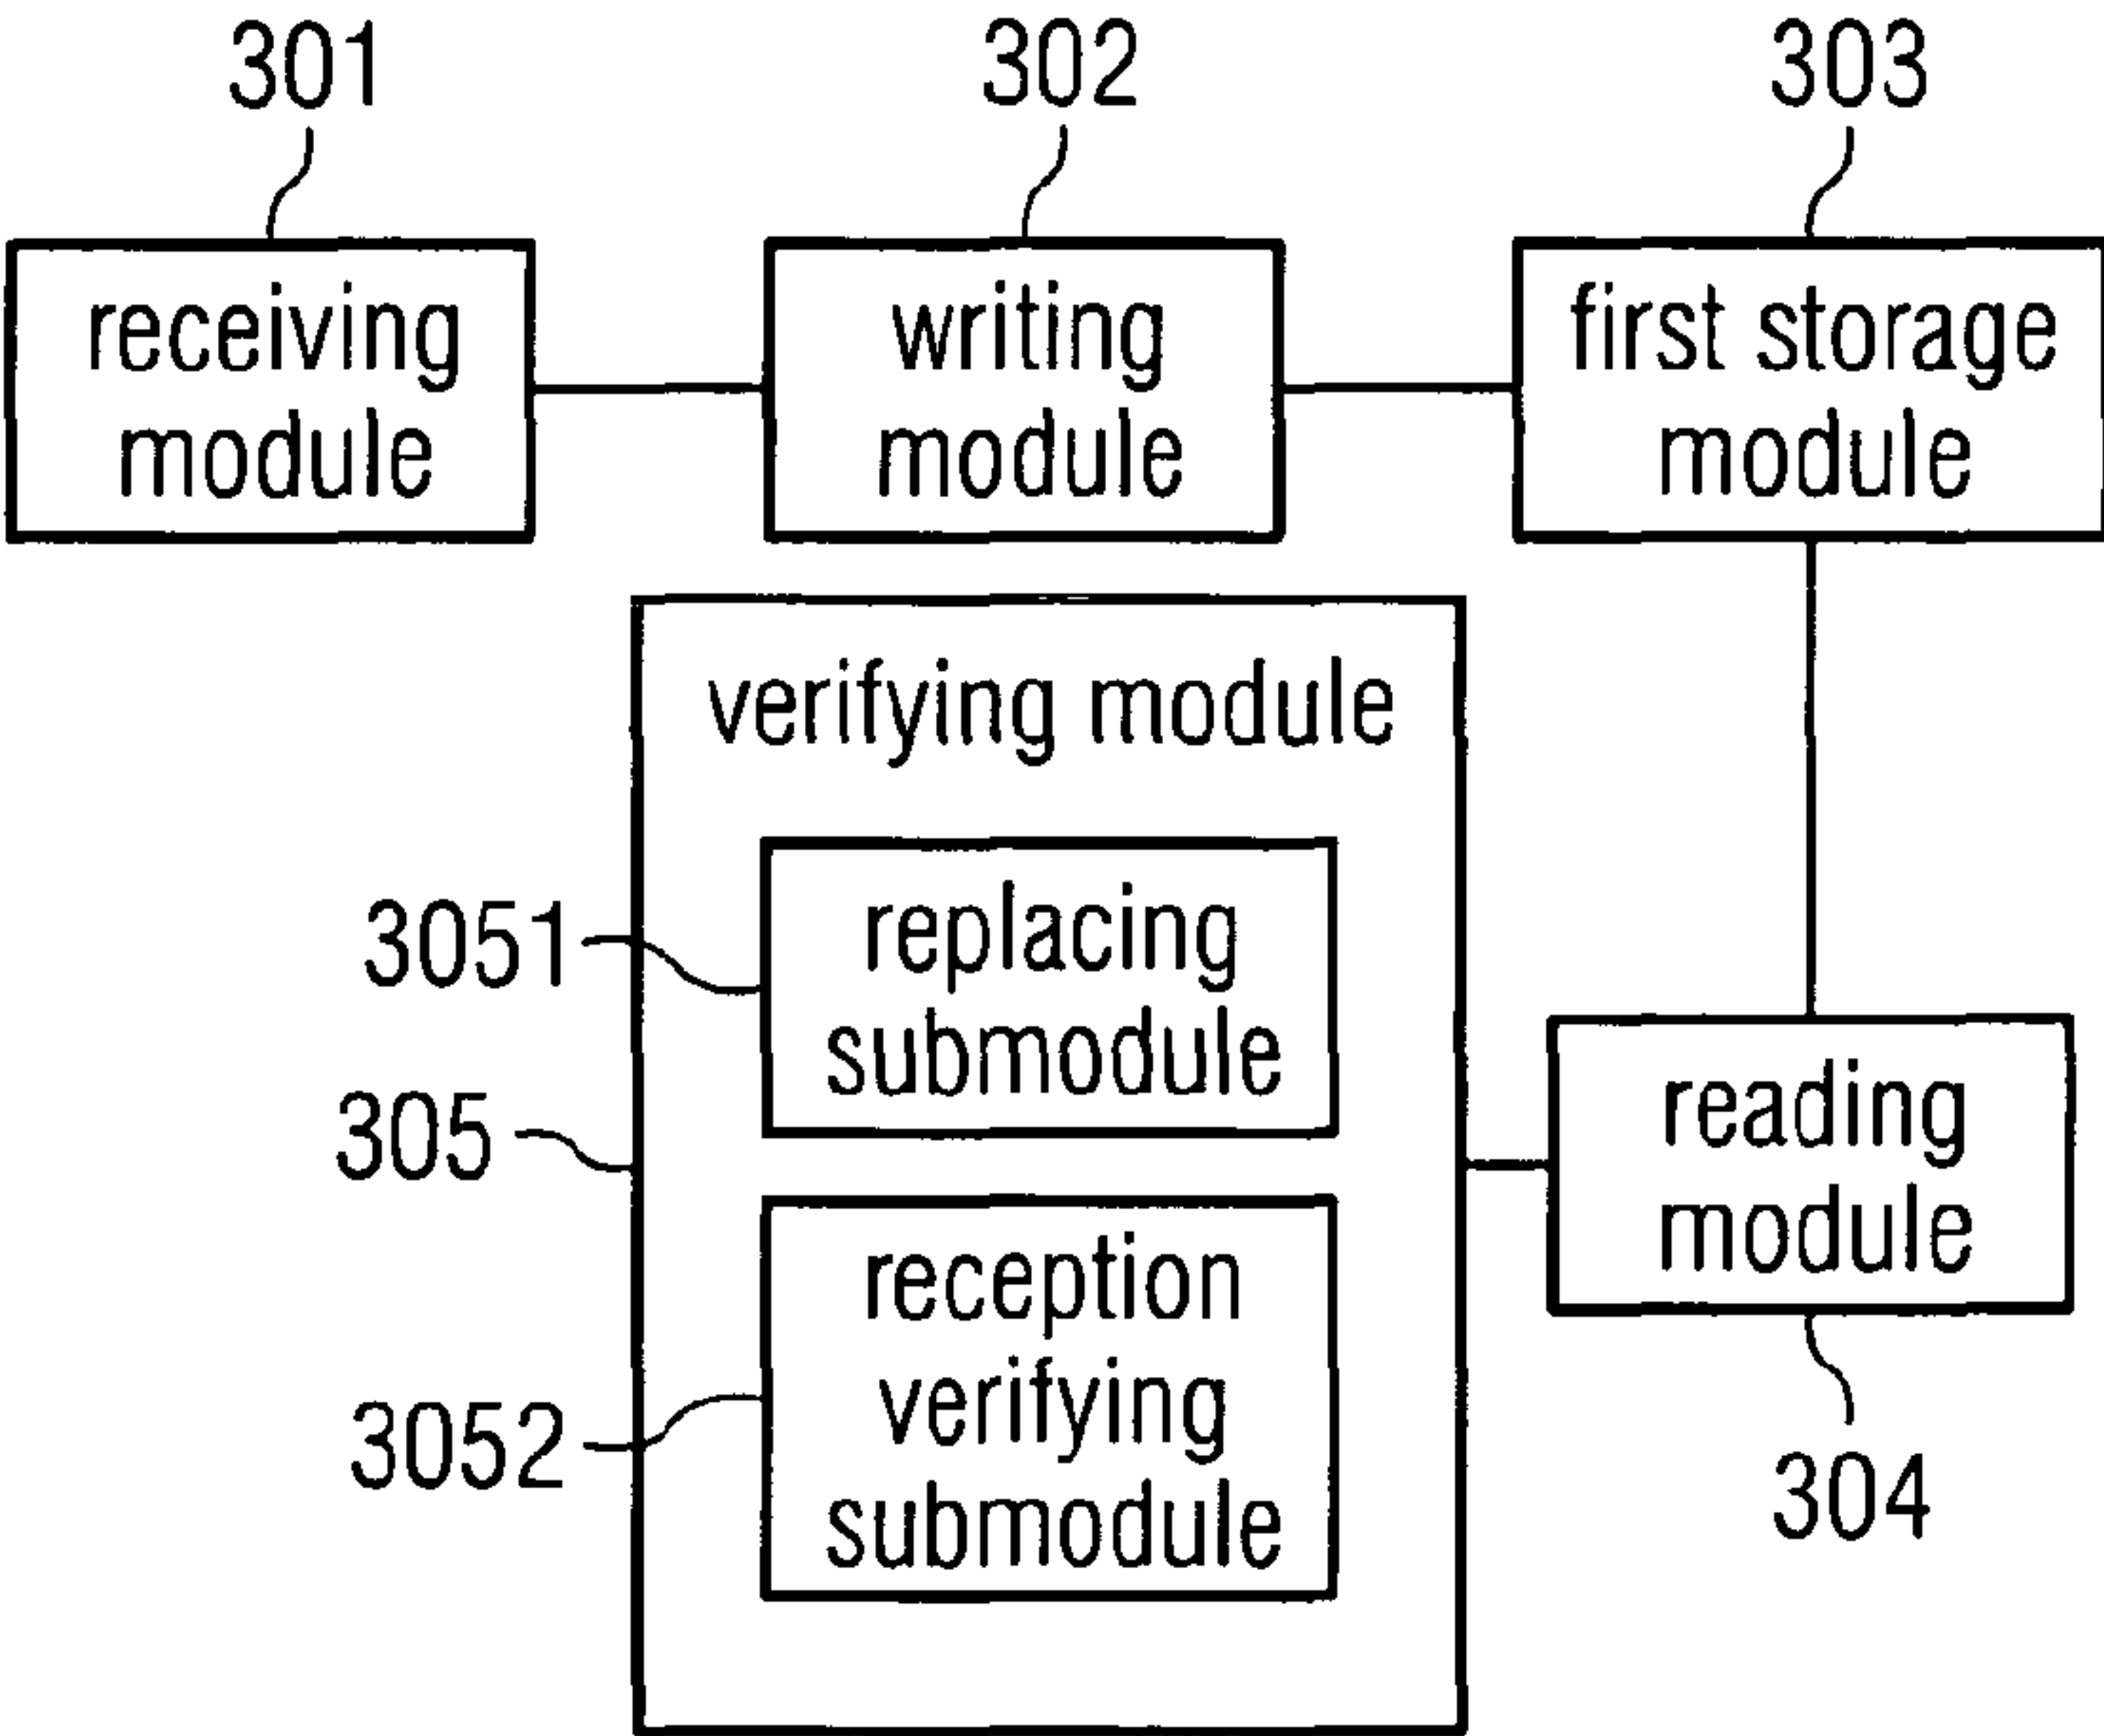 301
302
303
receiving
module
writing
module
first storage
module
verifying module
3051
replacing
submodule
305
reading
module
3052
reception
verifying
submodule
304